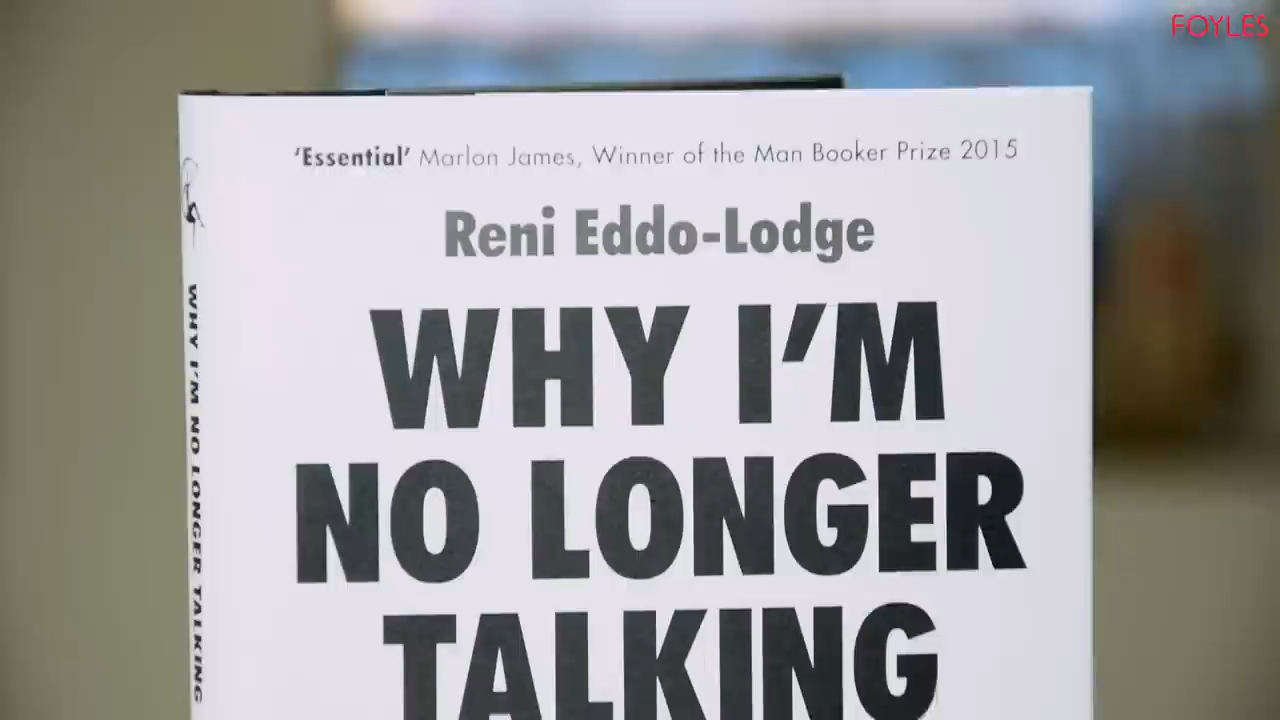 FOYLES
'Essential' Marlon James, Winner of the Man Booker Prize 2015
Reni Eddo-Lodge
WHY I'M
NO LONGER
TALKING
WHY I'M NO LONGER TALKING